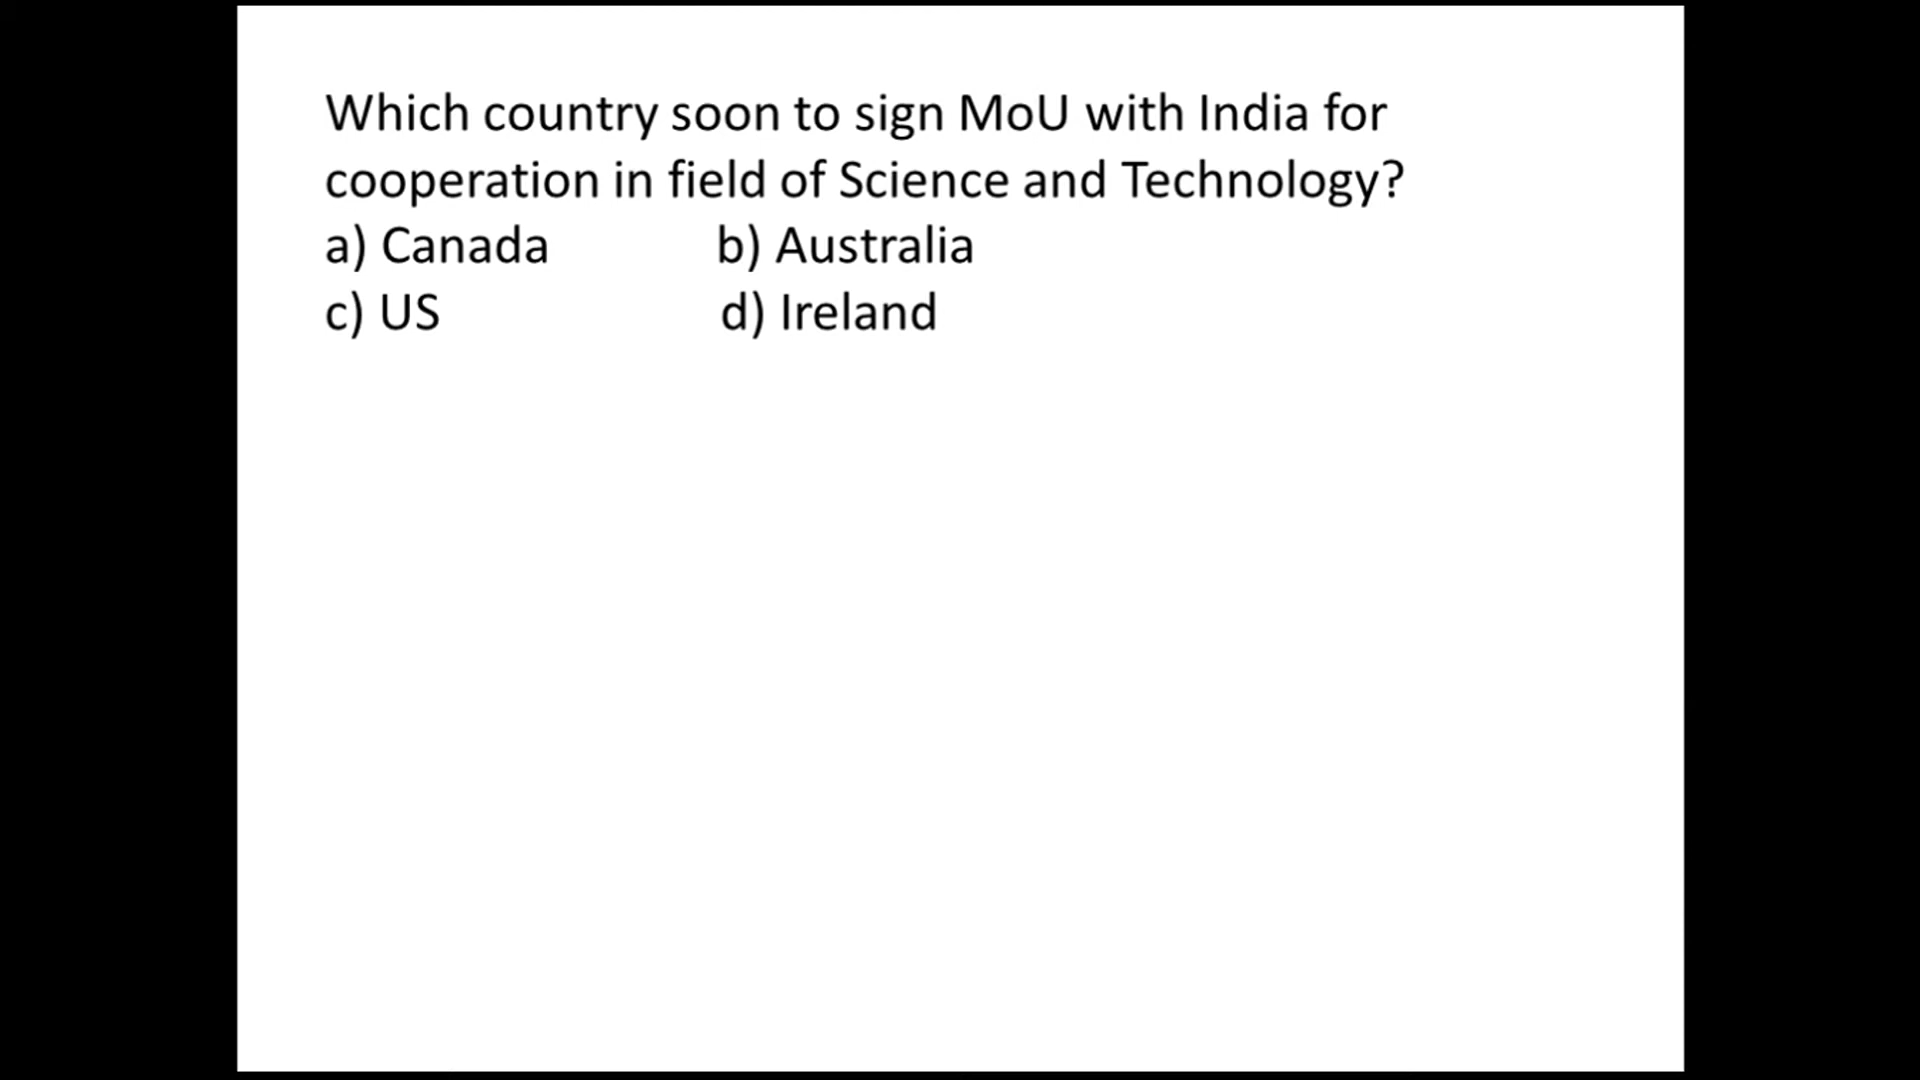 Which country soon to sign MoU with India for
cooperation in field of Science and Technology?
a) Canada b) Australia
c) US d) Ireland